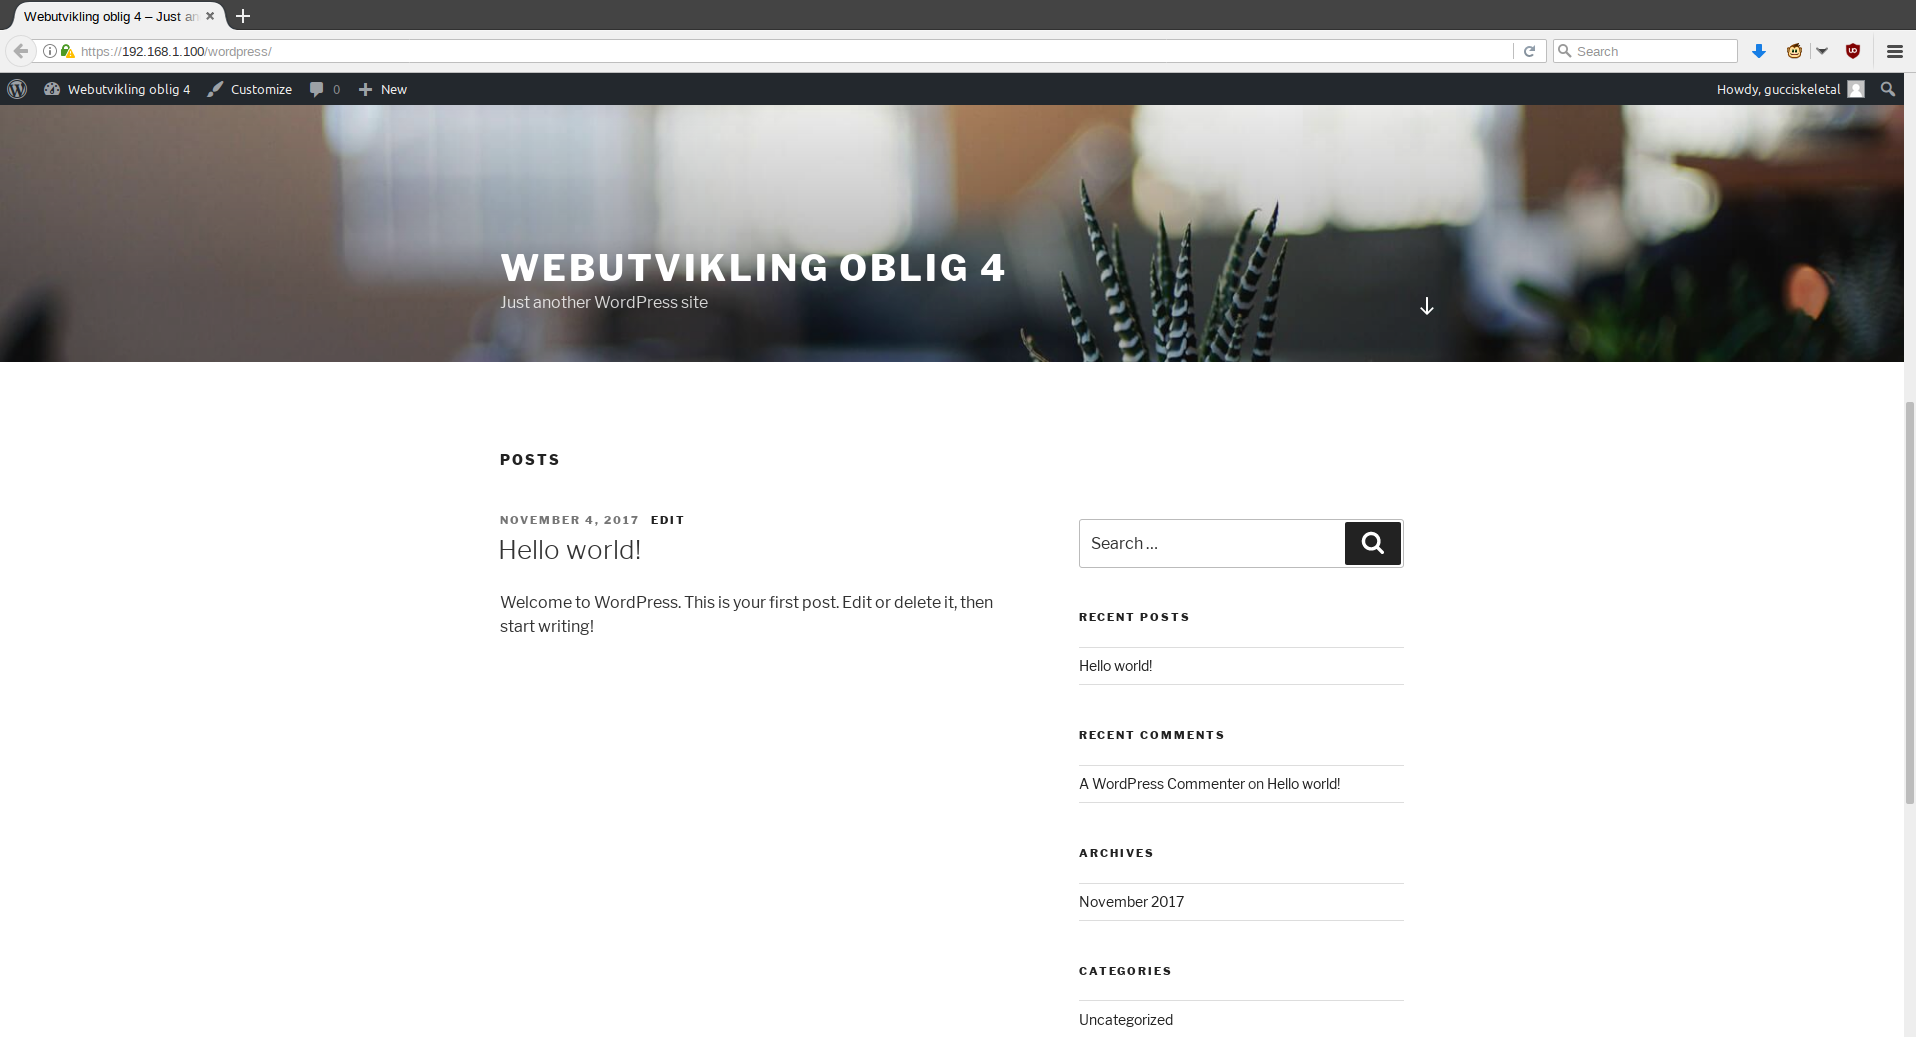 Webutvikling oblig 4 – Just an
https://192.168.1.100/wordpress/
Search
Webutvikling oblig 4
Customize
0
New
Howdy, gucciskeletal
WEBUTVIKLING OBLIG 4
Just another WordPress site
POSTS
NOVEMBER 4, 2017 EDIT
Hello world!
Welcome to WordPress. This is your first post. Edit or delete it, then
start writing!
Search …
RECENT POSTS
Hello world!
RECENT COMMENTS
A WordPress Commenter on Hello world!
ARCHIVES
November 2017
CATEGORIES
Uncategorized